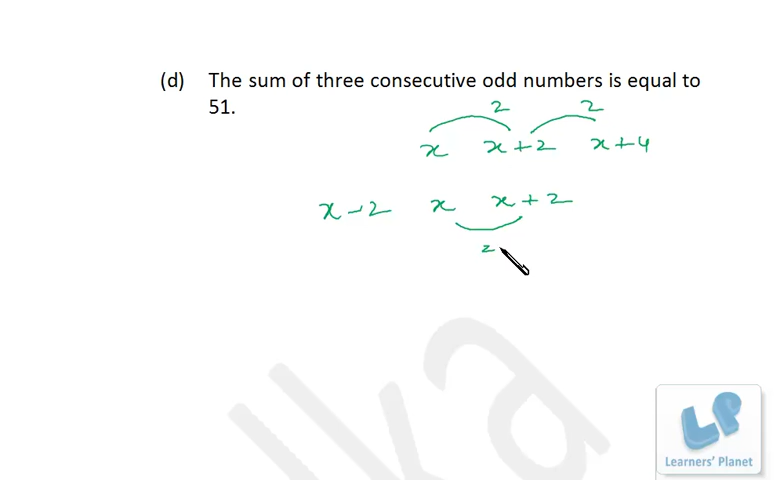 (d) The sum of three consecutive odd numbers is equal to
51.
2 2
x x+2 x+4
x-2 x x+2
2
lka
LP
Learners' Planet